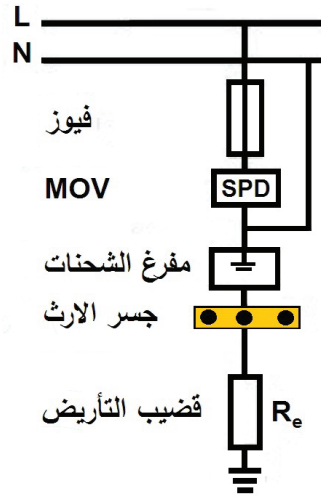 L
N
فيوز
MOV SPD
مفرغ الشحنات
جسر الارث
قضيب التأريض Re